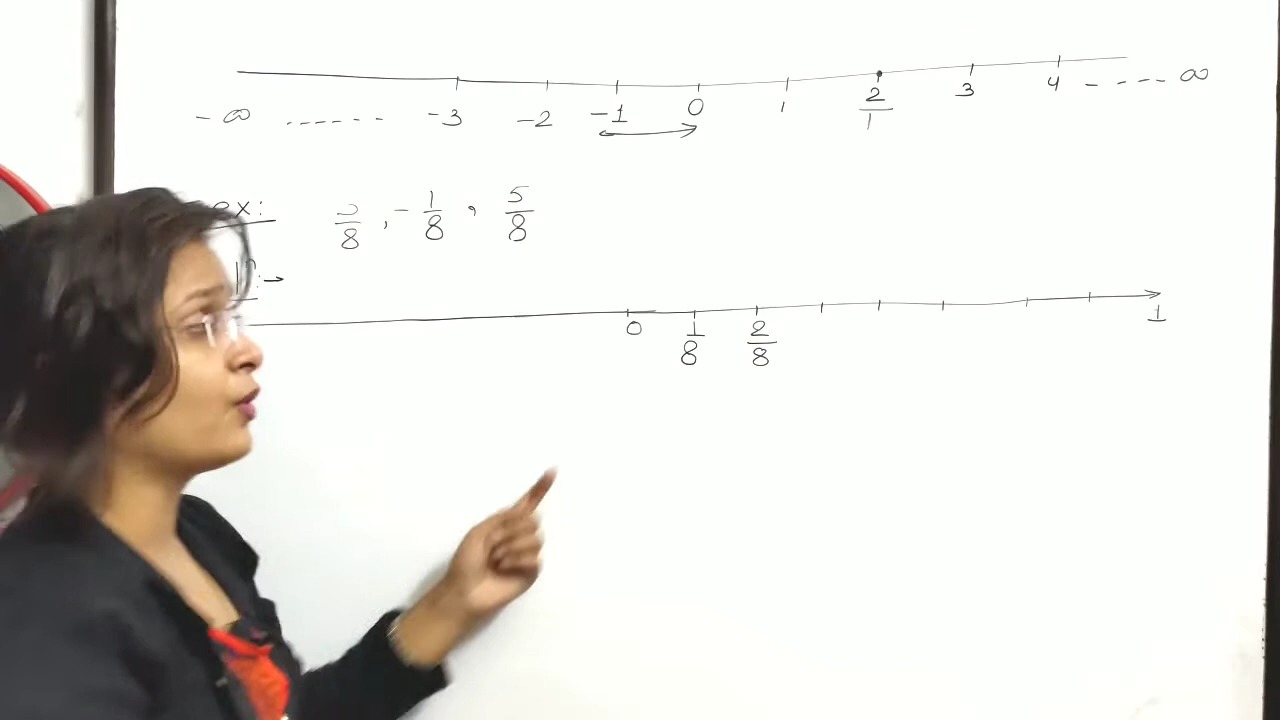 -∞ ------ -3 -2 -1 0 1 2/1 3 4 ---- ∞
ex: 3/8, -1/8, 5/8
0 1/8 2/8 1